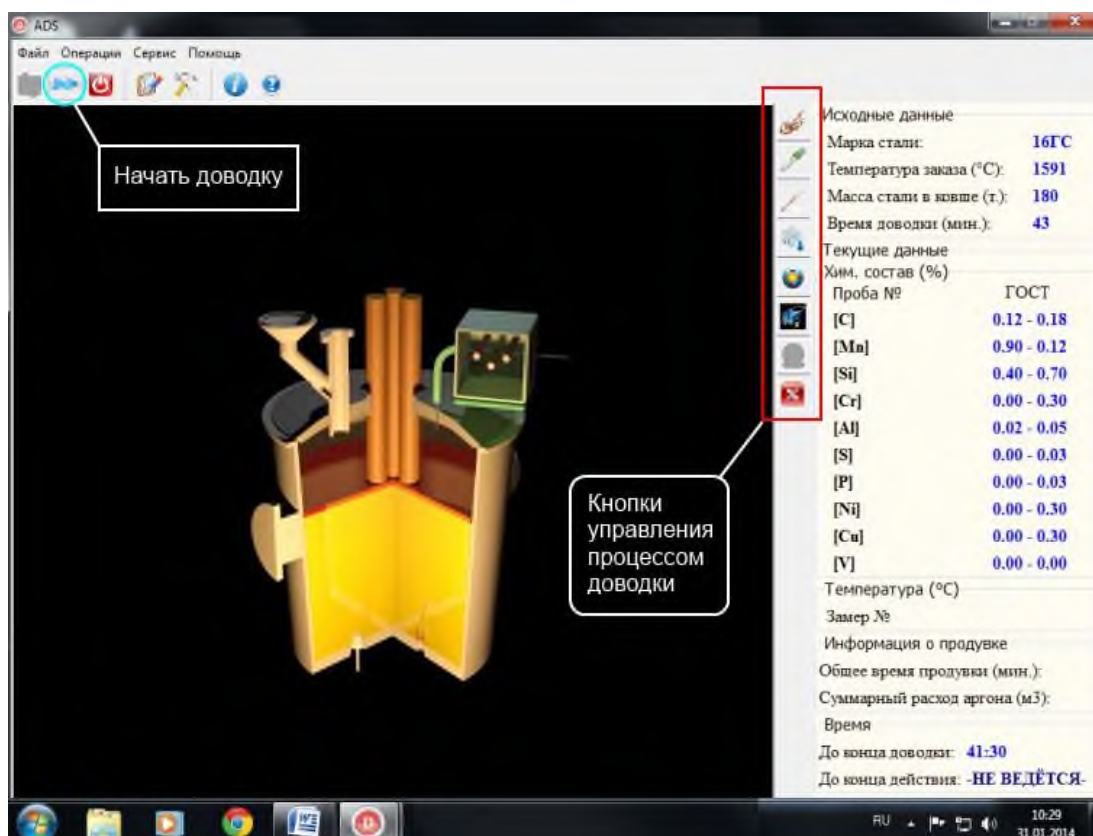 ADS
Файл Операции Сервис Помощь
Начать доводку
Кнопки
управления
процессом
доводки
Исходные данные
Марка стали: 16ГС
Температура заказа (°C): 1591
Масса стали в ковше (т.): 180
Время доводки (мин.): 43
Текущие данные
Хим. состав (%)
Проба № ГОСТ
[C] 0.12 - 0.18
[Mn] 0.90 - 0.12
[Si] 0.40 - 0.70
[Cr] 0.00 - 0.30
[Al] 0.02 - 0.05
[S] 0.00 - 0.03
[P] 0.00 - 0.03
[Ni] 0.00 - 0.30
[Cu] 0.00 - 0.30
[V] 0.00 - 0.00
Температура (°C)
Замер №
Информация о продувке
Общее время продувки (мин.):
Суммарный расход аргона (м3):
Время
До конца доводки: 41:30
До конца действия: -НЕ ВЕДЁТСЯ-
RU 10:29
31.01.2014